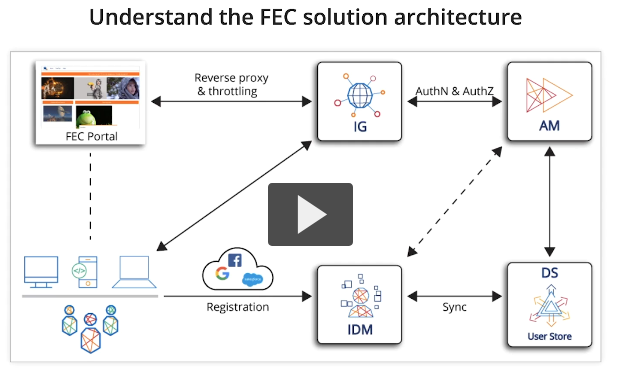 Understand the FEC solution architecture
Reverse proxy
& throttling
AuthN & AuthZ
FEC Portal
IG
AM
Registration
IDM
Sync
DS
User Store